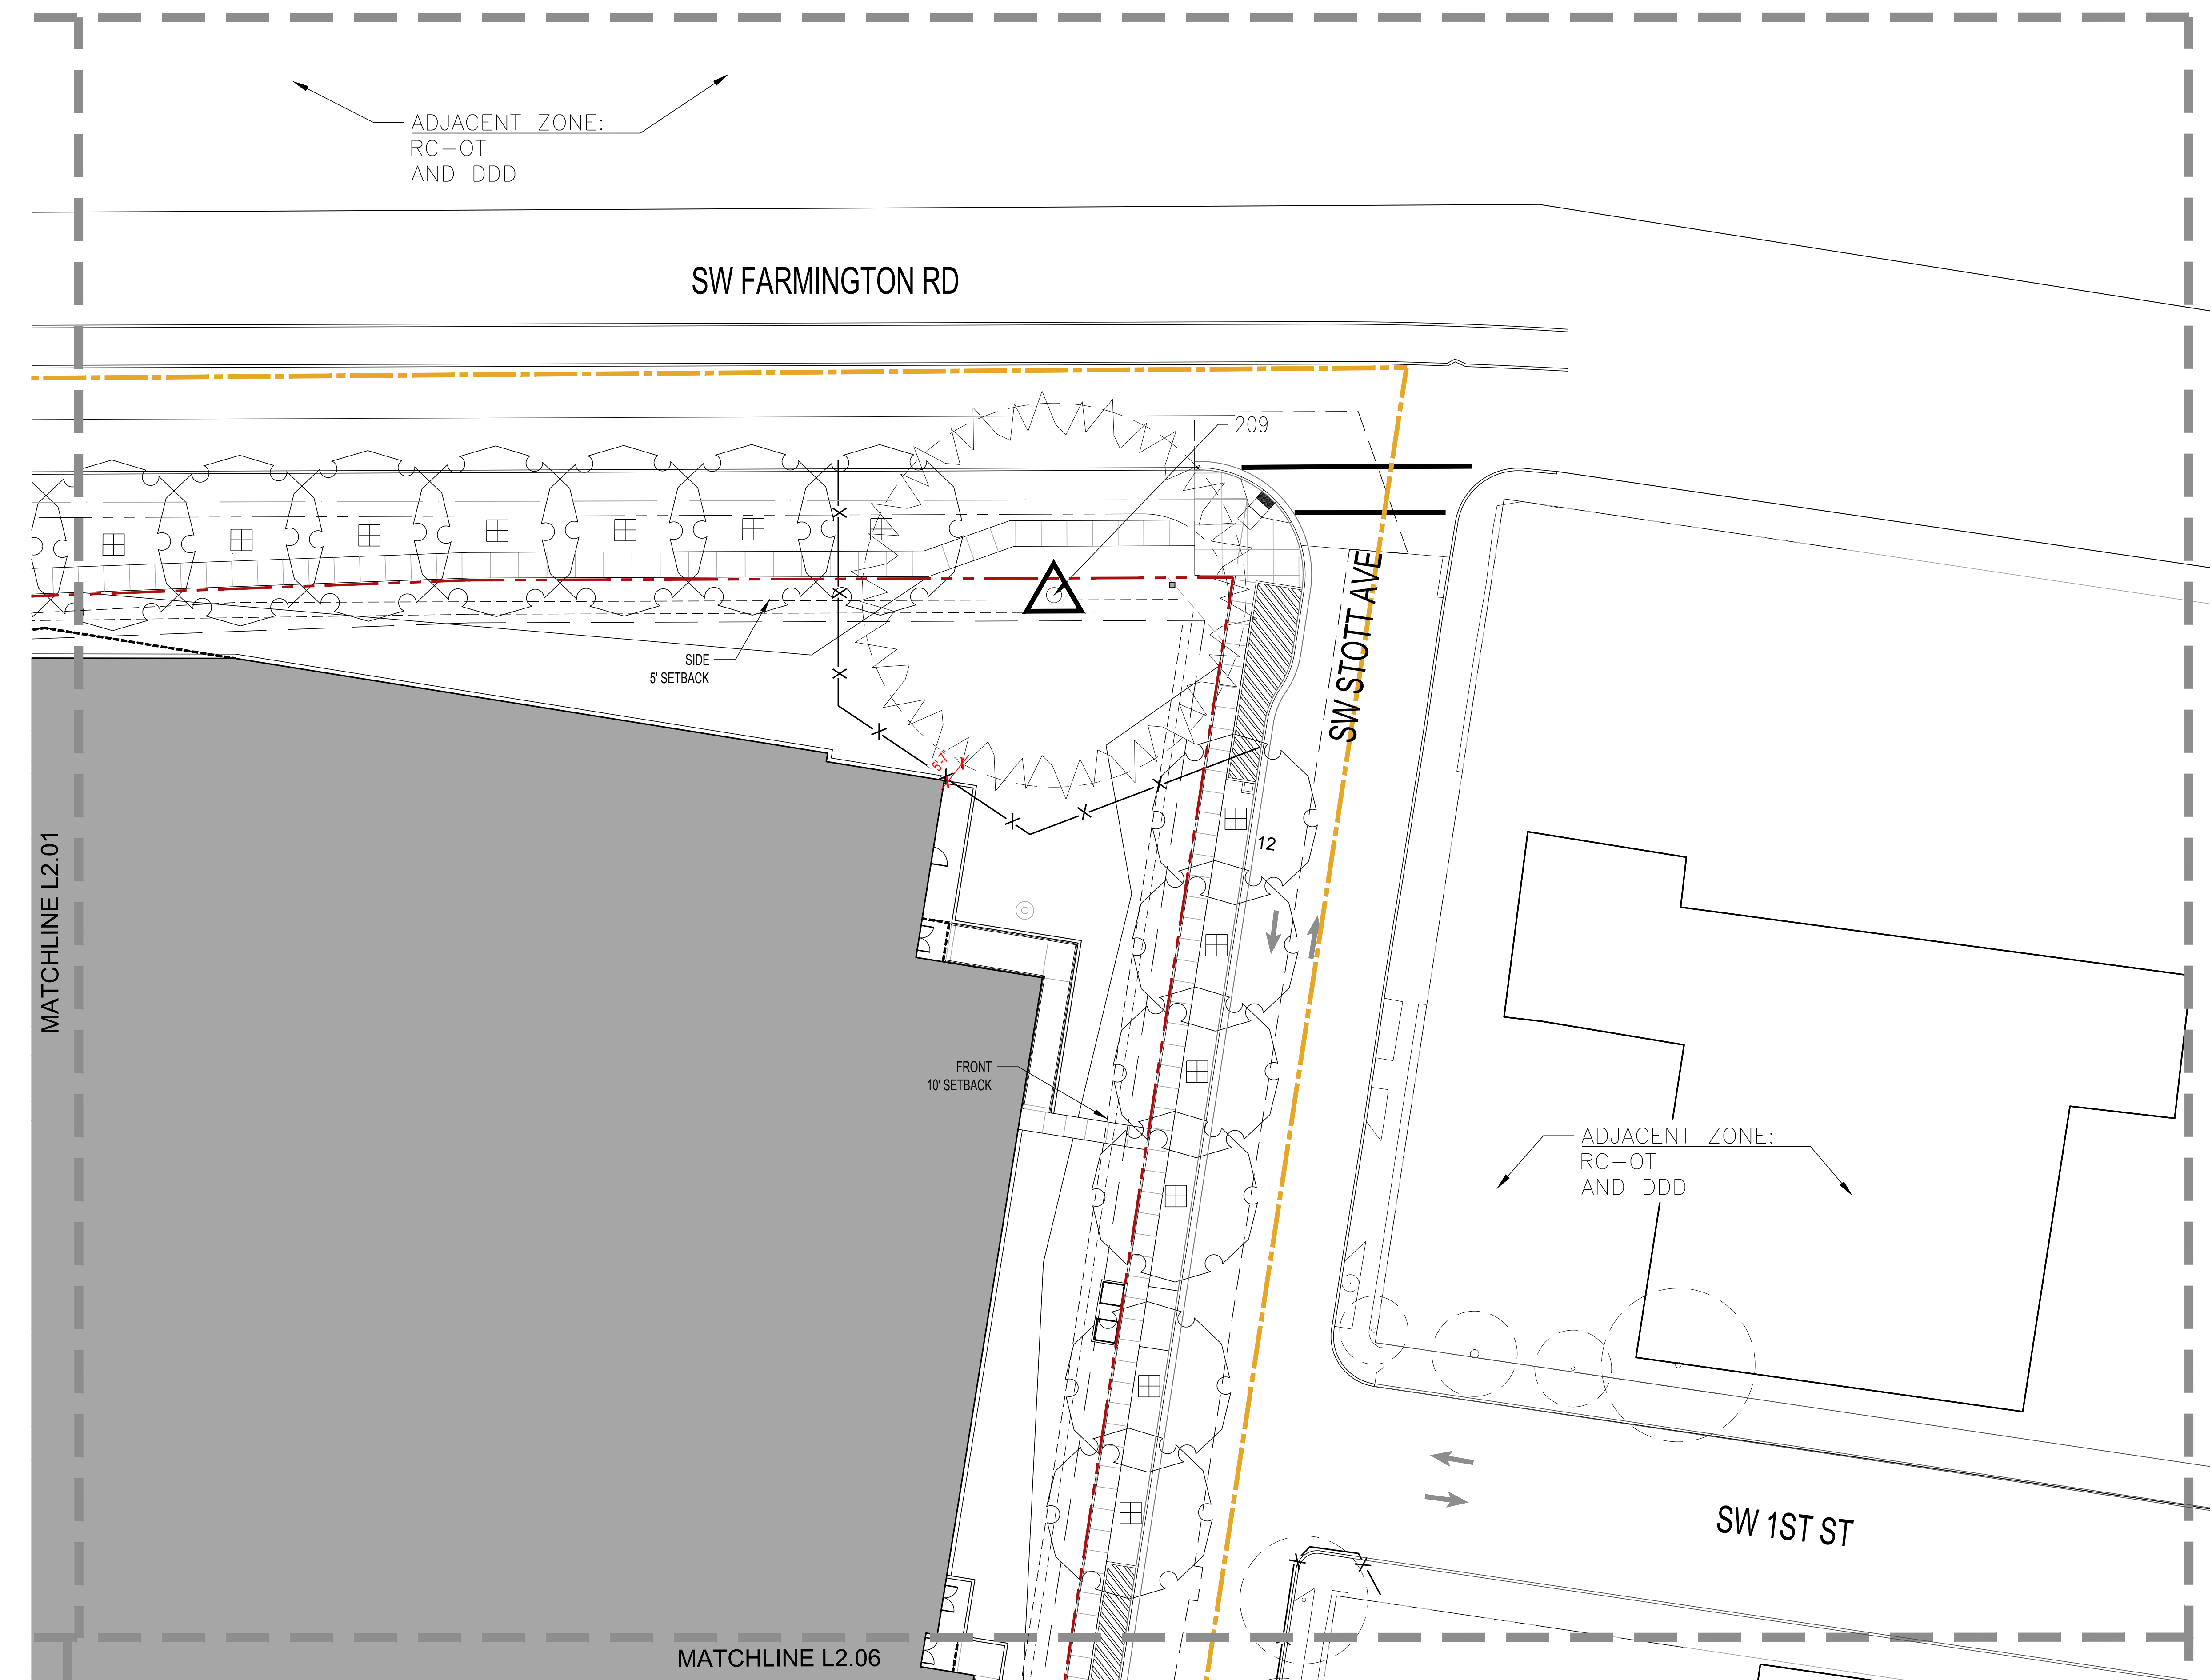 ADJACENT ZONE:
RC-OT
AND DDD
SW FARMINGTON RD
209
SIDE
5' SETBACK
SW STOTT AVE
5'-7"
12
MATCHLINE L2.01
FRONT
10' SETBACK
ADJACENT ZONE:
RC-OT
AND DDD
SW 1ST ST
MATCHLINE L2.06